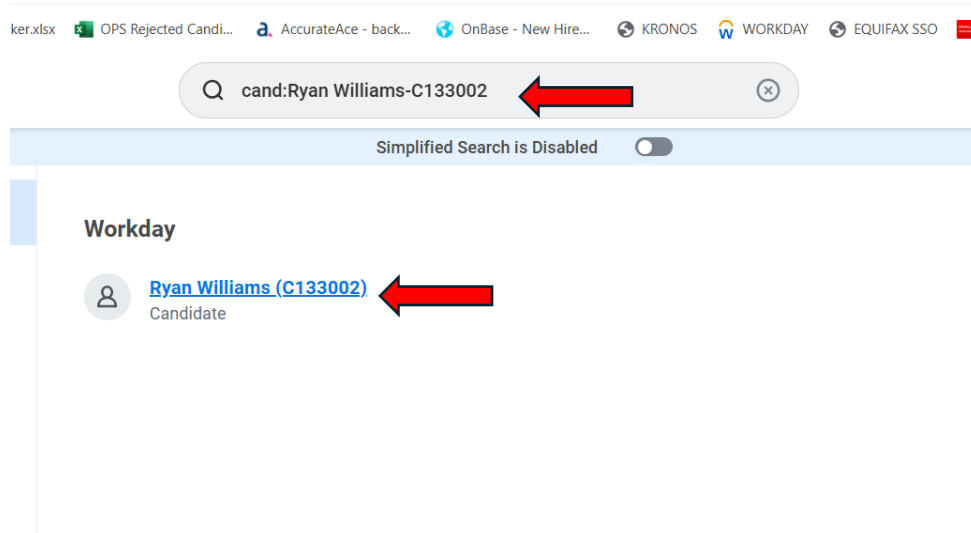 ker.xlsx OPS Rejected Candi... a. AccurateAce - back... OnBase - New Hire... KRONOS WORKDAY EQUIFAX SSO
cand:Ryan Williams-C133002
Simplified Search is Disabled
Workday
Ryan Williams (C133002)
Candidate